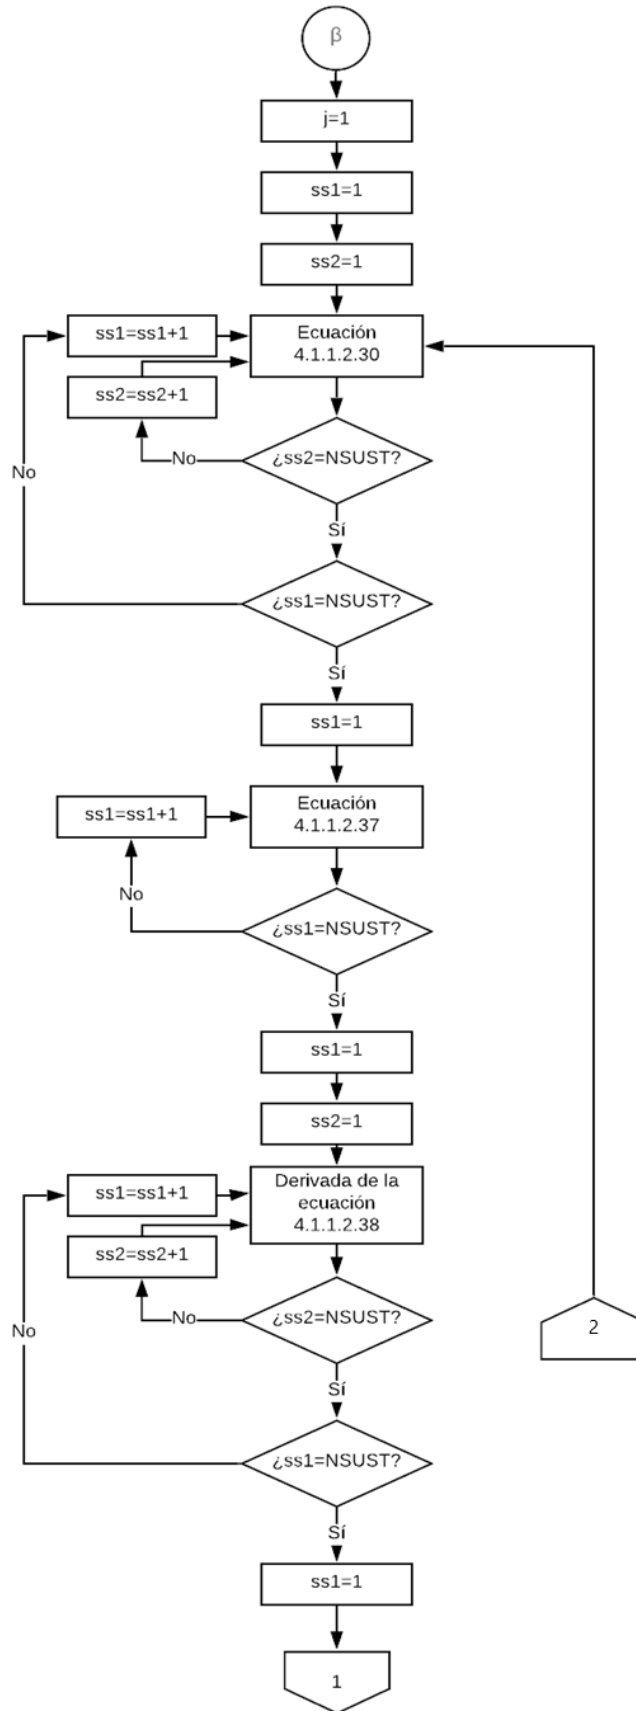 β
j=1
ss1=1
ss2=1
ss1=ss1+1
Ecuación
4.1.1.2.30
ss2=ss2+1
No
¿ss2=NSUST?
No
Sí
¿ss1=NSUST?
Sí
ss1=1
ss1=ss1+1
Ecuación
4.1.1.2.37
No
¿ss1=NSUST?
Sí
ss1=1
ss2=1
ss1=ss1+1
Derivada de la
ecuación
4.1.1.2.38
ss2=ss2+1
No
¿ss2=NSUST?
No
2
Sí
¿ss1=NSUST?
Sí
ss1=1
1